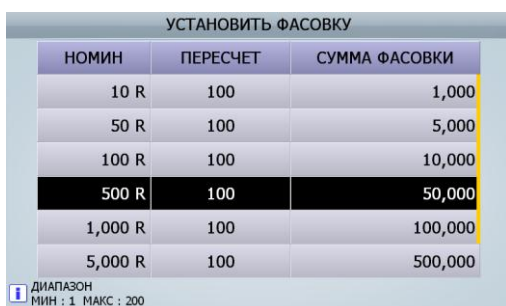 УСТАНОВИТЬ ФАСОВКУ
НОМИН ПЕРЕСЧЕТ СУММА ФАСОВКИ
10 R 100 1,000
50 R 100 5,000
100 R 100 10,000
500 R 100 50,000
1,000 R 100 100,000
5,000 R 100 500,000
i ДИАПАЗОН
МИН : 1 МАКС : 200